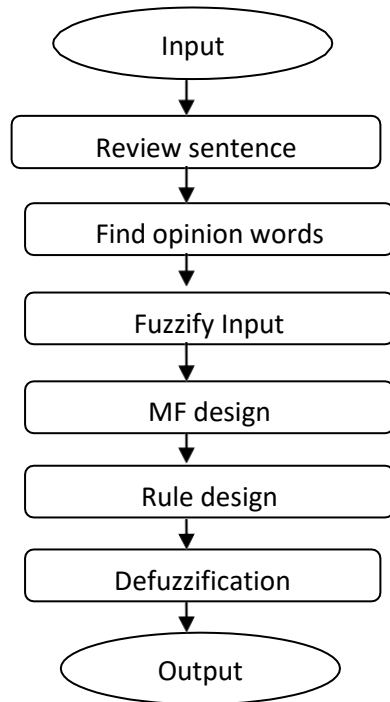 Input
Review sentence
Find opinion words
Fuzzify Input
MF design
Rule design
Defuzzification
Output